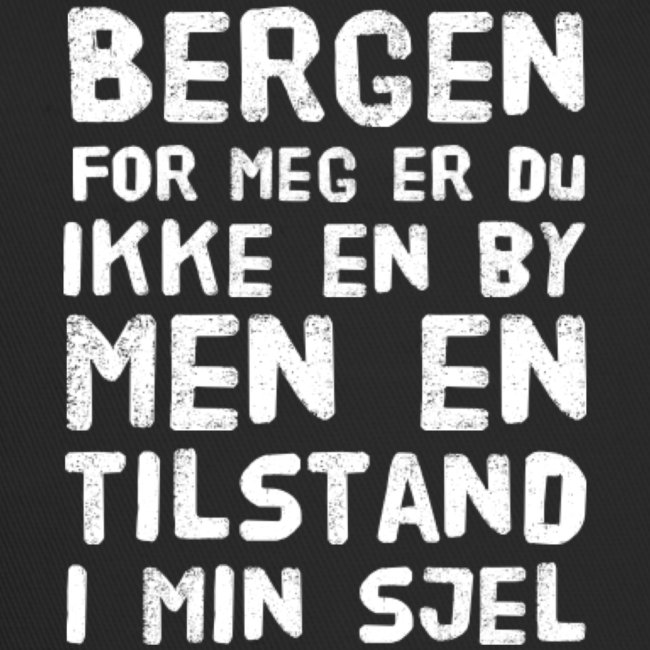 BERGEN
FOR MEG ER DU
IKKE EN BY
MEN EN
TILSTAND
I MIN SJEL